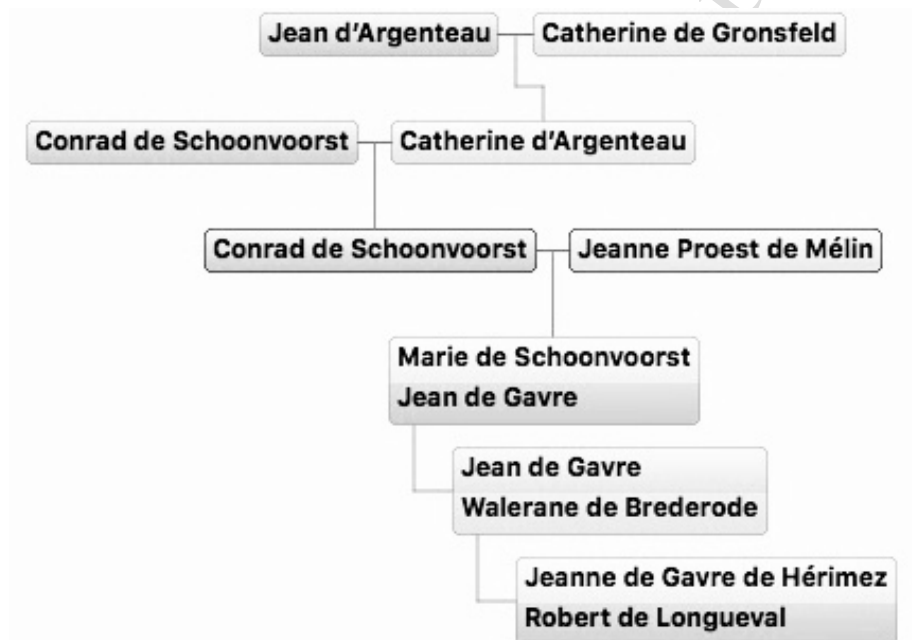 Jean d'Argenteau Catherine de Gronsfeld
Conrad de Schoonvoorst Catherine d'Argenteau
Conrad de Schoonvoorst Jeanne Proest de Mélin
Marie de Schoonvoorst
Jean de Gavre
Jean de Gavre
Walerane de Brederode
Jeanne de Gavre de Hérimez
Robert de Longueval